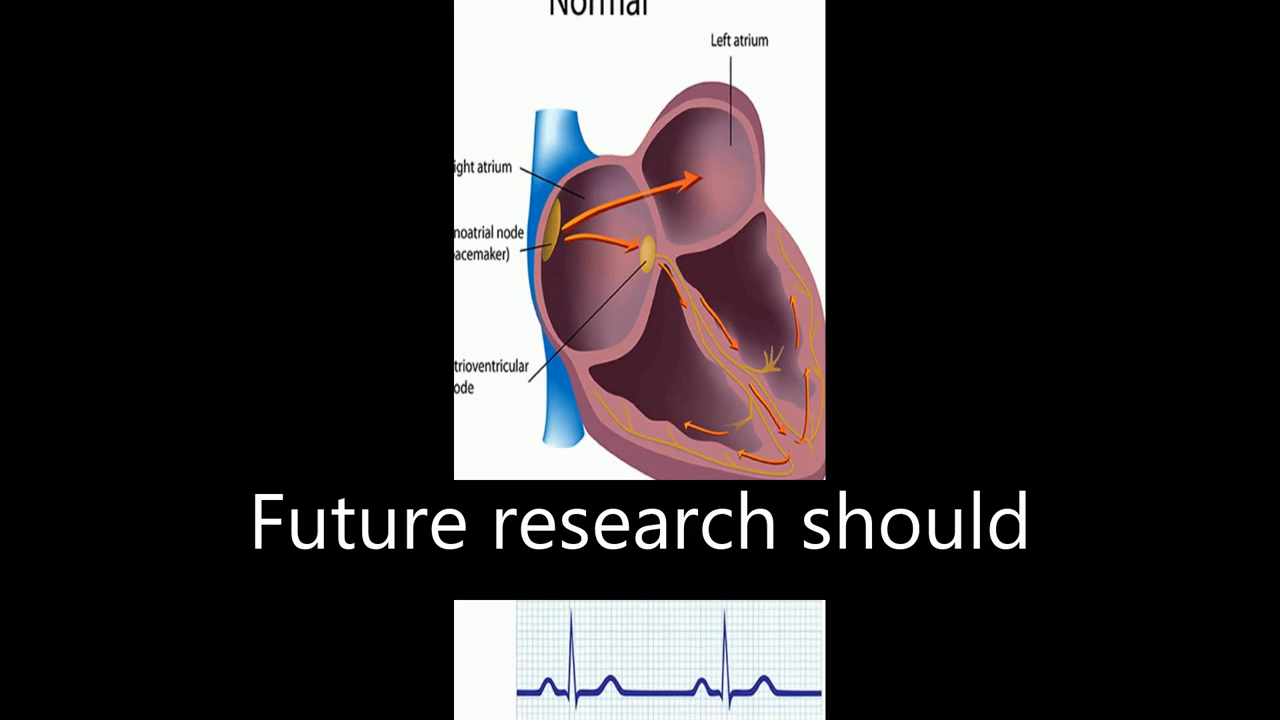 Normal
Left atrium
ight atrium
noatrial node
acemaker)
trioventricular
ode
Future research should